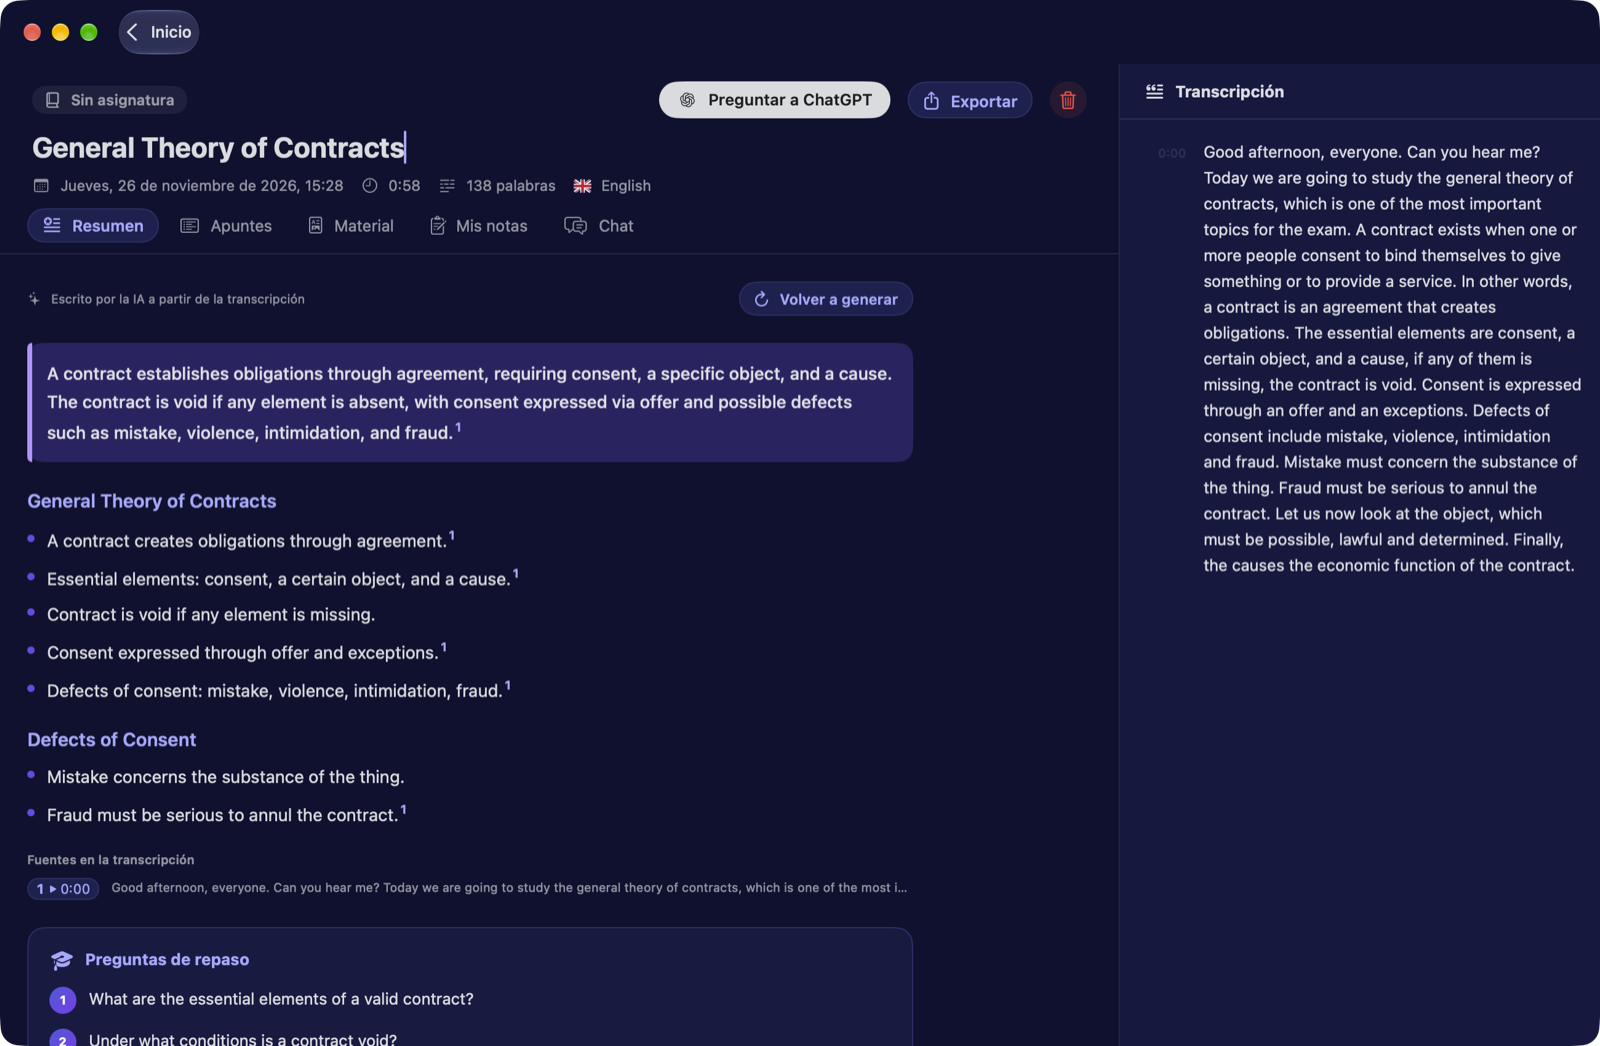 Inicio
Sin asignatura
Preguntar a ChatGPT
Exportar
General Theory of Contracts
Jueves, 26 de noviembre de 2026, 15:28
0:58
138 palabras
English
Resumen
Apuntes
Material
Mis notas
Chat
Escrito por la IA a partir de la transcripción
Volver a generar
A contract establishes obligations through agreement, requiring consent, a specific object, and a cause.
The contract is void if any element is absent, with consent expressed via offer and possible defects
such as mistake, violence, intimidation, and fraud.1
General Theory of Contracts
A contract creates obligations through agreement.1
Essential elements: consent, a certain object, and a cause.1
Contract is void if any element is missing.
Consent expressed through offer and exceptions.1
Defects of consent: mistake, violence, intimidation, fraud.1
Defects of Consent
Mistake concerns the substance of the thing.
Fraud must be serious to annul the contract.1
Fuentes en la transcripción
1 ▸ 0:00 Good afternoon, everyone. Can you hear me? Today we are going to study the general theory of contracts, which is one of the most i...
Preguntas de repaso
1 What are the essential elements of a valid contract?
2 Under what conditions is a contract void?
Transcripción
0:00 Good afternoon, everyone. Can you hear me?
Today we are going to study the general theory of
contracts, which is one of the most important
topics for the exam. A contract exists when one or
more people consent to bind themselves to give
something or to provide a service. In other words,
a contract is an agreement that creates
obligations. The essential elements are consent, a
certain object, and a cause, if any of them is
missing, the contract is void. Consent is expressed
through an offer and an exceptions. Defects of
consent include mistake, violence, intimidation
and fraud. Mistake must concern the substance of
the thing. Fraud must be serious to annul the
contract. Let us now look at the object, which
must be possible, lawful and determined. Finally,
the causes the economic function of the contract.